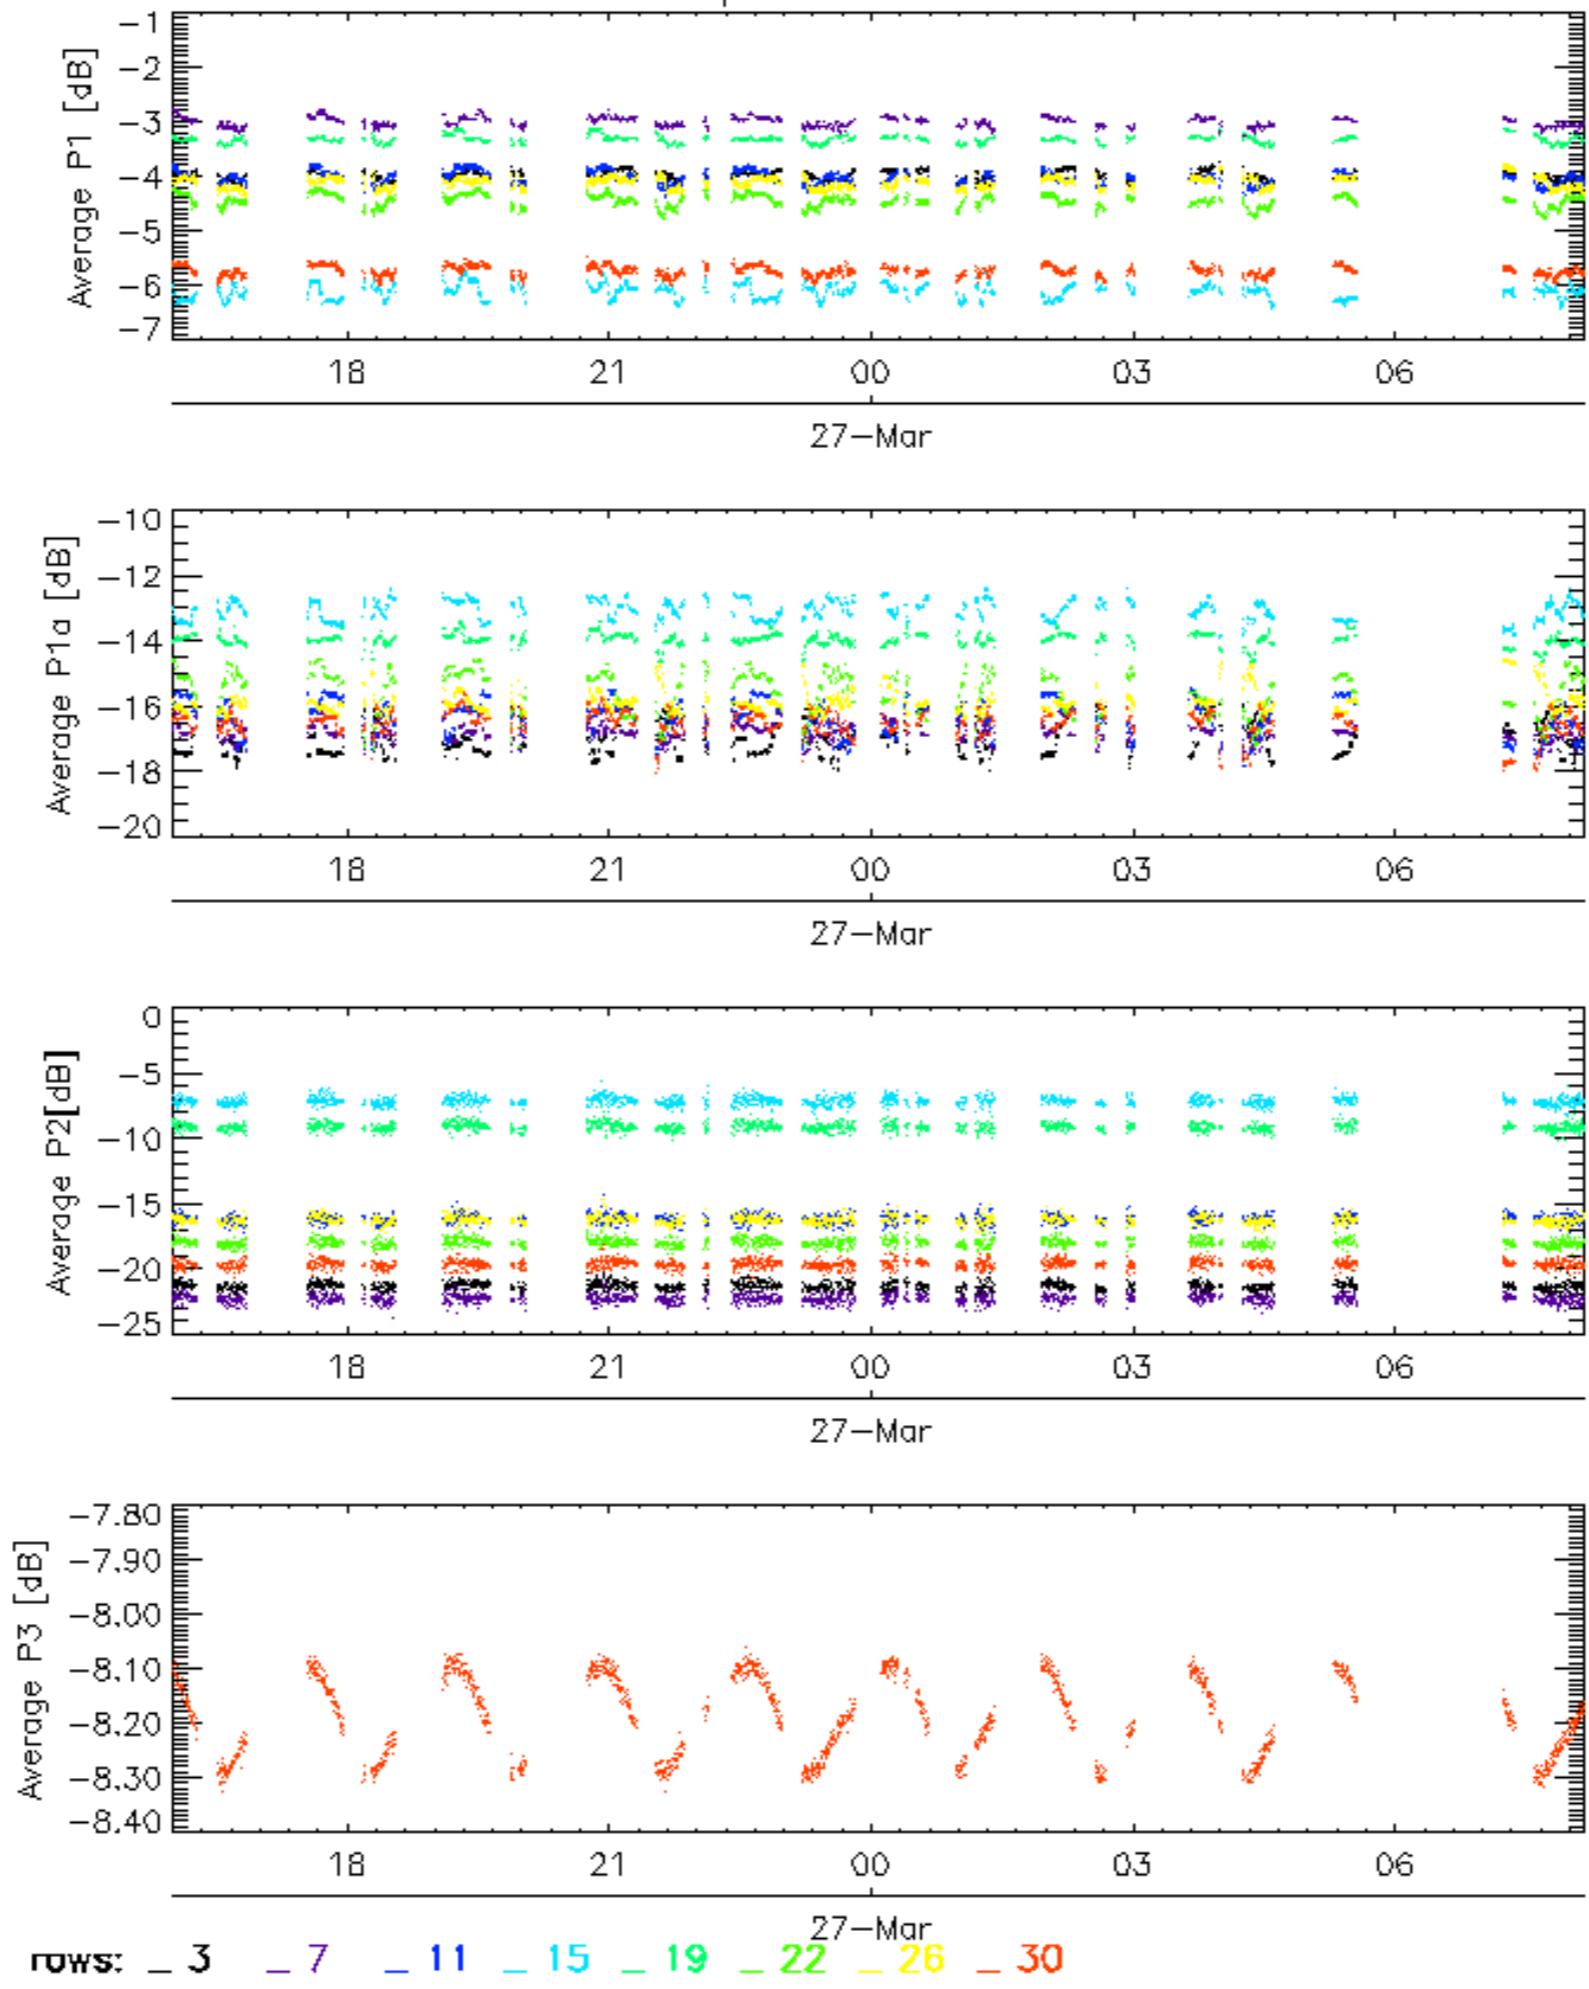 Average P1 [dB]
-1
-2
-3
-4
-5
-6
-7
18 21 00 03 06
27-Mar
Average P1a [dB]
-10
-12
-14
-16
-18
-20
18 21 00 03 06
27-Mar
Average P2[dB]
0
-5
-10
-15
-20
-25
18 21 00 03 06
27-Mar
Average P3 [dB]
-7.80
-7.90
-8.00
-8.10
-8.20
-8.30
-8.40
18 21 00 03 06
27-Mar
rows: _ 3 _ 7 _ 11 _ 15 _ 19 _ 22 _ 26 _ 30